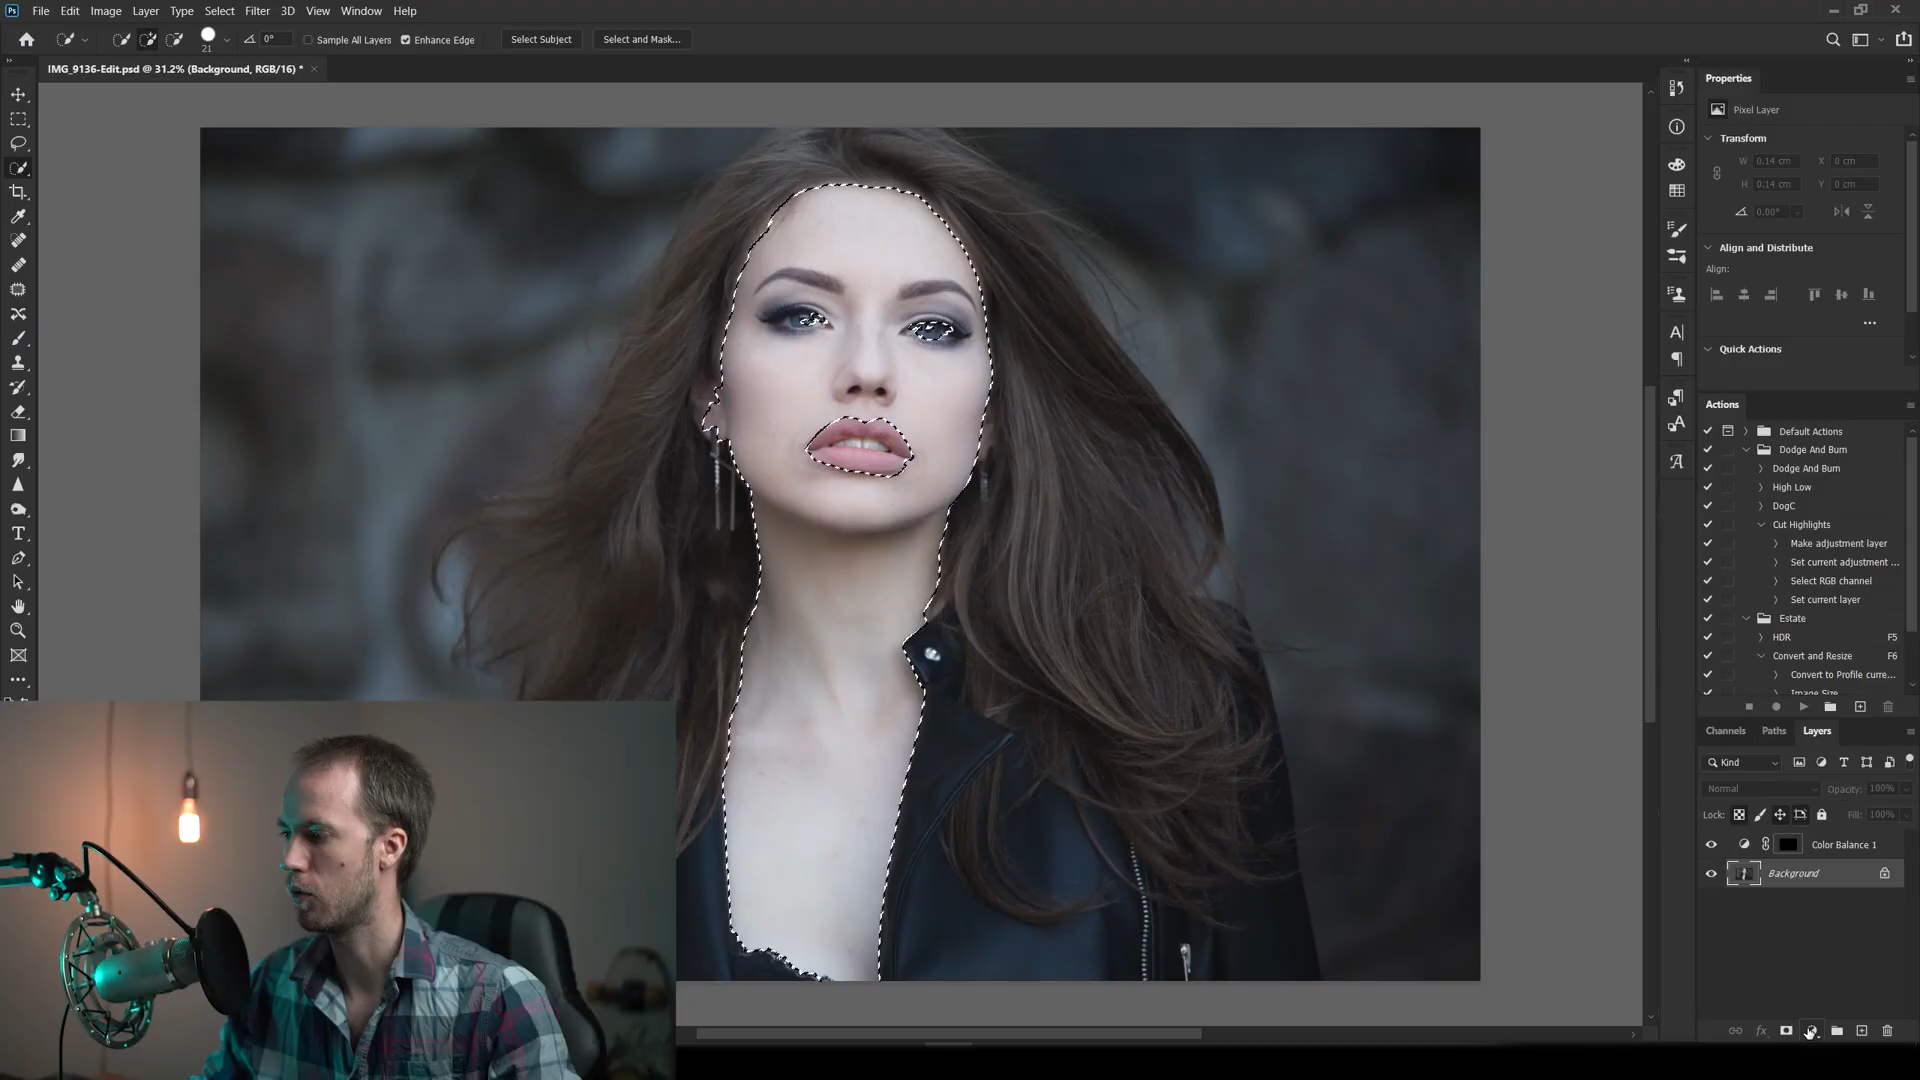 Ps File Edit Image Layer Type Select Filter 3D View Window Help
21 0° Sample All Layers Enhance Edge Select Subject Select and Mask...
IMG_9136-Edit.psd @ 31.2% (Background, RGB/16) *
Properties
Pixel Layer
Transform
W 0.14 cm X 0 cm
H 0.14 cm Y 0 cm
0.00°
Align and Distribute
Align:
Quick Actions
Actions
Default Actions
Dodge And Burn
Dodge And Burn
High Low
DogC
Cut Highlights
Make adjustment layer
Set current adjustment ...
Select RGB channel
Set current layer
Estate
HDR F5
Convert and Resize F6
Convert to Profile curre...
Image Size
Channels Paths Layers
Kind
Normal Opacity: 100%
Lock: Fill: 100%
Color Balance 1
Background
fx